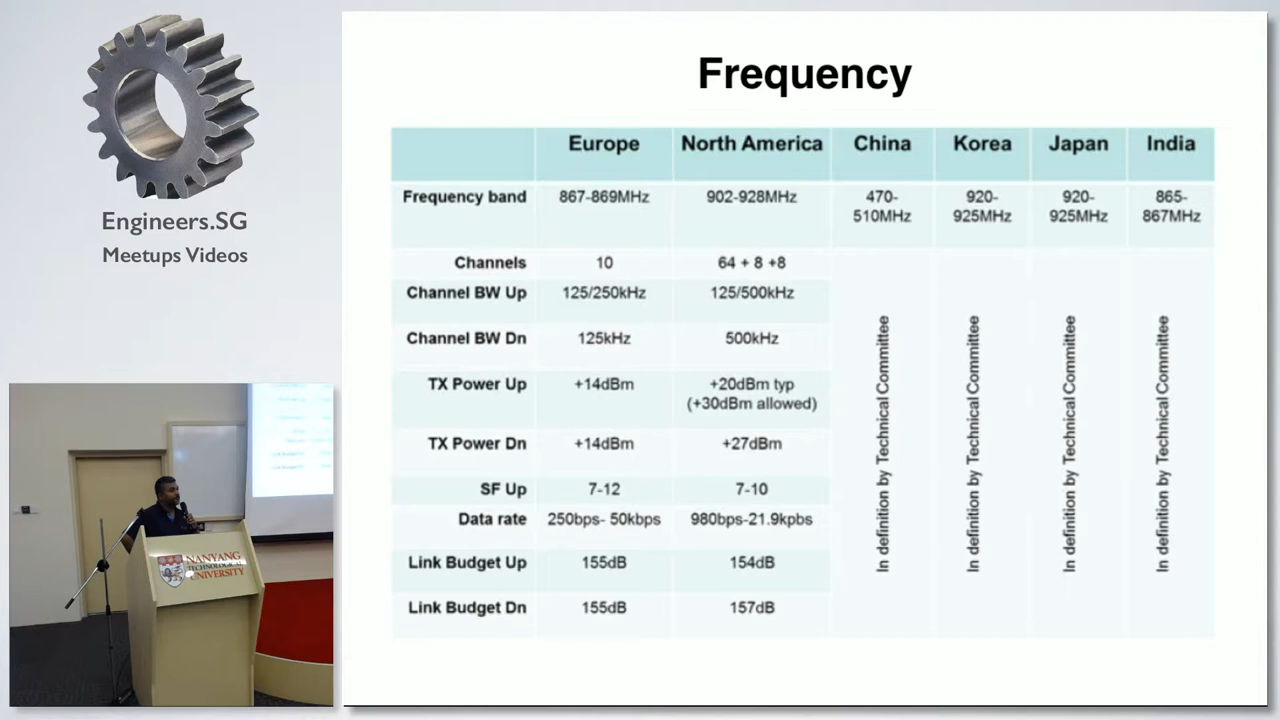 Engineers.SG
Meetups Videos
Frequency
Europe North America China Korea Japan India
Frequency band 867-869MHz 902-928MHz 470-510MHz 920-925MHz 920-925MHz 865-867MHz
Channels 10 64 + 8 +8
Channel BW Up 125/250kHz 125/500kHz
Channel BW Dn 125kHz 500kHz
TX Power Up +14dBm +20dBm typ (+30dBm allowed)
TX Power Dn +14dBm +27dBm
SF Up 7-12 7-10
Data rate 250bps- 50kbps 980bps-21.9kpbs
Link Budget Up 155dB 154dB
Link Budget Dn 155dB 157dB
In definition by Technical Committee
In definition by Technical Committee
In definition by Technical Committee
In definition by Technical Committee
NANYANG
TECHNOLOGICAL
UNIVERSITY